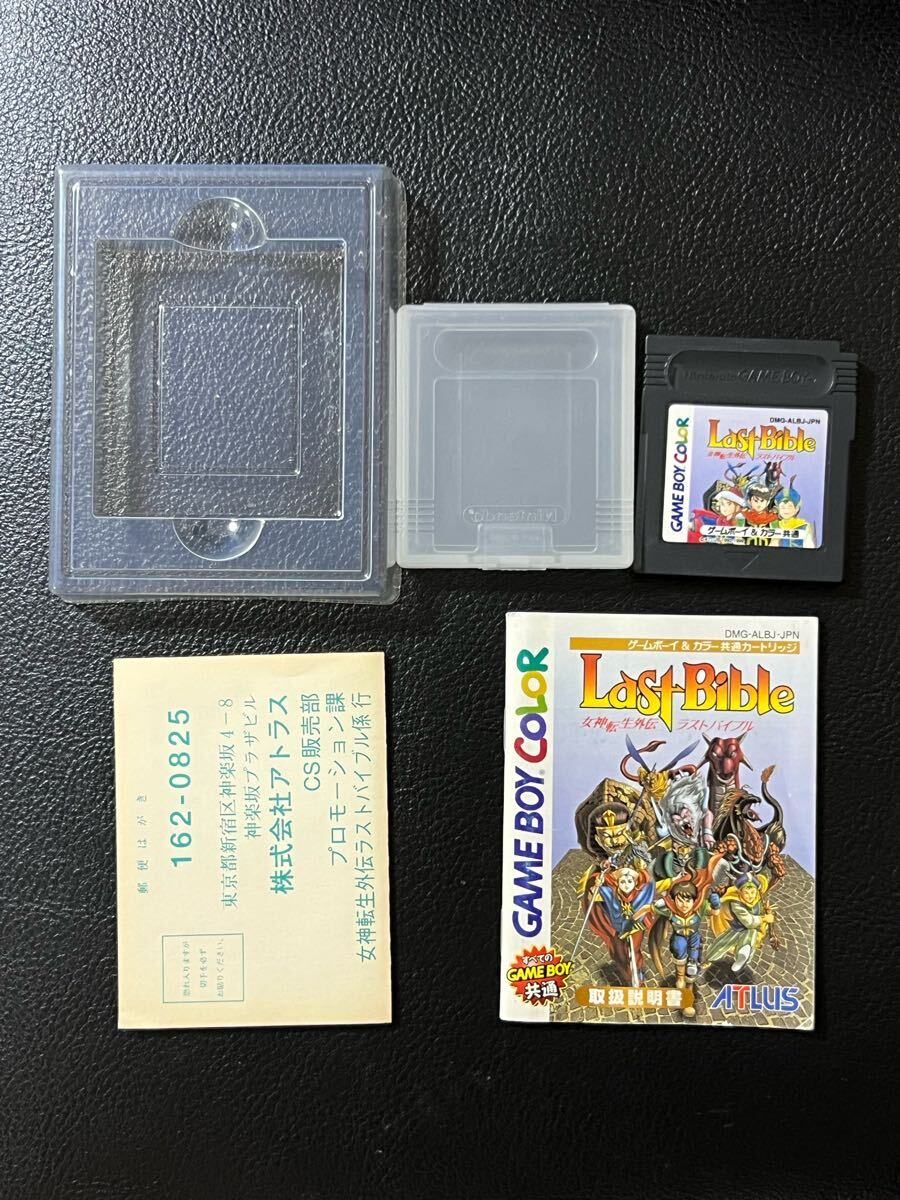 Nintendo
Nintendo GAME BOY
DMG-ALBJ-JPN
GAME BOY COLOR
Last Bible
女神転生外伝 ラストバイブル
ゲームボーイ&カラー共通
DMG-ALBJ-JPN
ゲームボーイ&カラー共通カートリッジ
GAME BOY COLOR
Last Bible
女神転生外伝 ラストバイブル
すべての
GAME BOY
共通
取扱説明書
ATLUS
郵便はがき
162-0825
東京都新宿区神楽坂4-8
神楽坂プラザビル
株式会社アトラス
CS販売部
プロモーション課
女神転生外伝ラストバイブル係行
恐れ入りますが
切手を必ず
お貼りください。